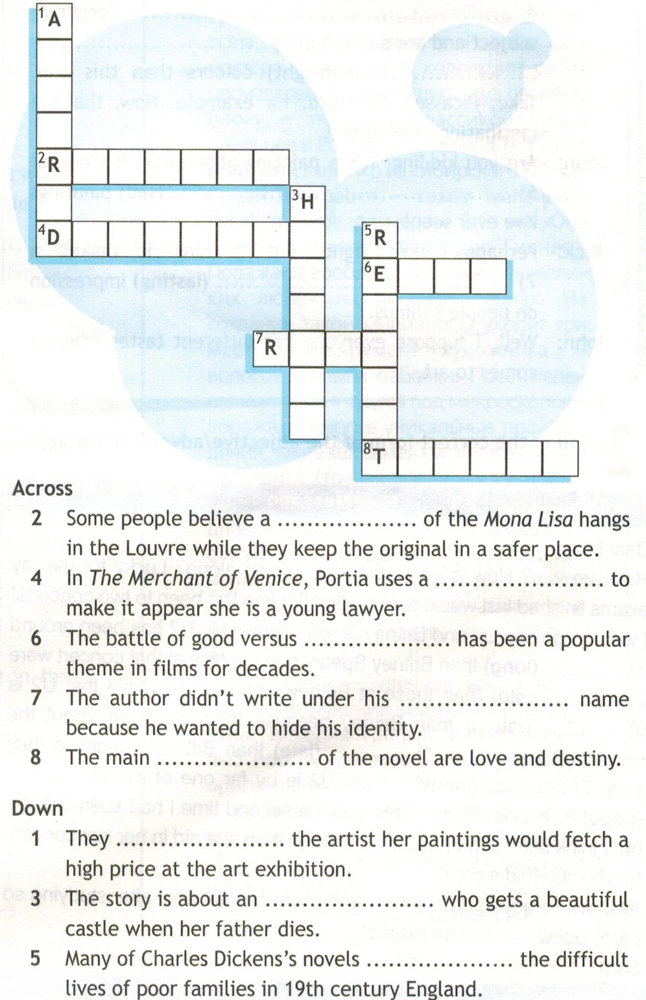 1 A
2 R
3 H
4 D
5 R
6 E
7 R
8 T
Across
2 Some people believe a .................... of the Mona Lisa hangs
in the Louvre while they keep the original in a safer place.
4 In The Merchant of Venice, Portia uses a ........................ to
make it appear she is a young lawyer.
6 The battle of good versus ..................... has been a popular
theme in films for decades.
7 The author didn't write under his ........................ name
because he wanted to hide his identity.
8 The main ...................... of the novel are love and destiny.
Down
1 They ........................ the artist her paintings would fetch a
high price at the art exhibition.
3 The story is about an ........................ who gets a beautiful
castle when her father dies.
5 Many of Charles Dickens's novels ..................... the difficult
lives of poor families in 19th century England.